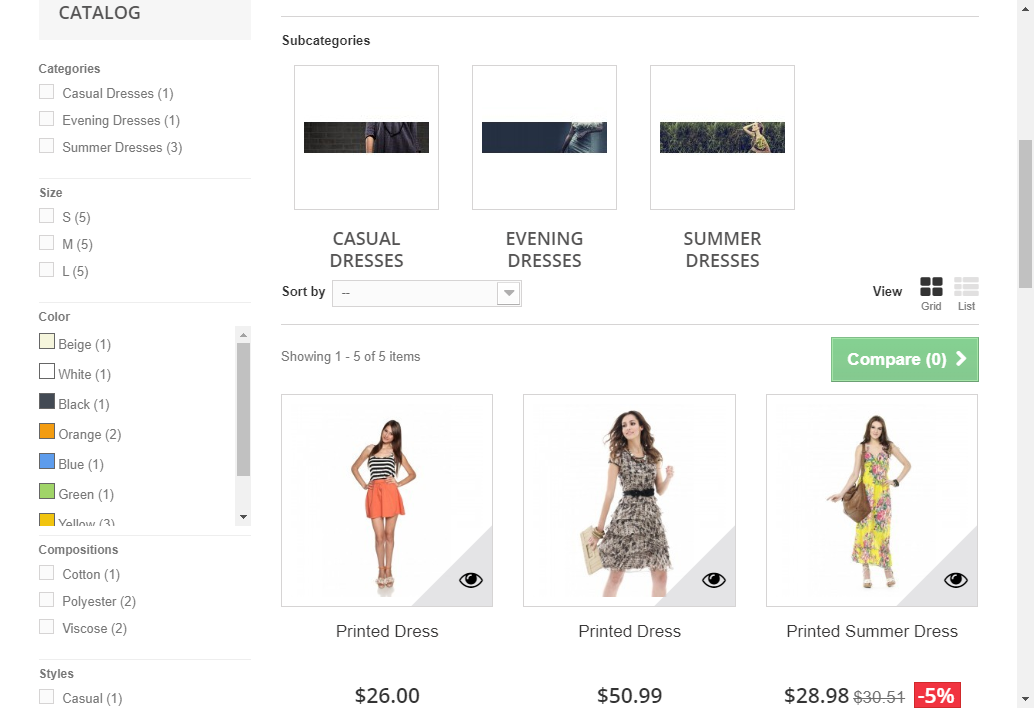 CATALOG
Categories
Casual Dresses (1)
Evening Dresses (1)
Summer Dresses (3)
Size
S (5)
M (5)
L (5)
Color
Beige (1)
White (1)
Black (1)
Orange (2)
Blue (1)
Green (1)
Yellow (3)
Compositions
Cotton (1)
Polyester (2)
Viscose (2)
Styles
Casual (1)
Subcategories
CASUAL
DRESSES
EVENING
DRESSES
SUMMER
DRESSES
Sort by
--
View
Grid
List
Showing 1 - 5 of 5 items
Compare (0)
Printed Dress
$26.00
Printed Dress
$50.99
Printed Summer Dress
$28.98 $30.51 -5%